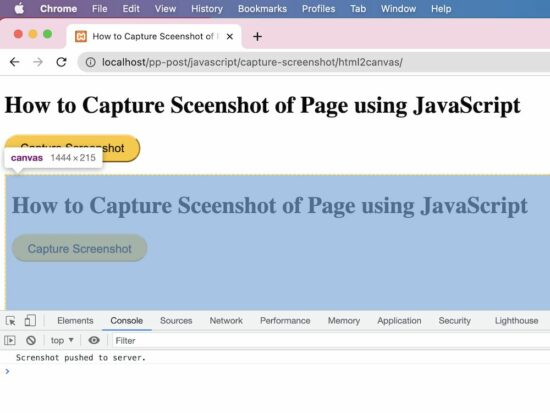 Chrome File Edit View History Bookmarks Profiles Tab Window Help
How to Capture Sceenshot of
localhost/pp-post/javascript/capture-screenshot/html2canvas/
How to Capture Sceenshot of Page using JavaScript
Capture Screenshot
canvas 1444 × 215
How to Capture Sceenshot of Page using JavaScript
Capture Screenshot
Elements Console Sources Network Performance Memory Application Security Lighthouse
top ▾ Filter
Screnshot pushed to server.